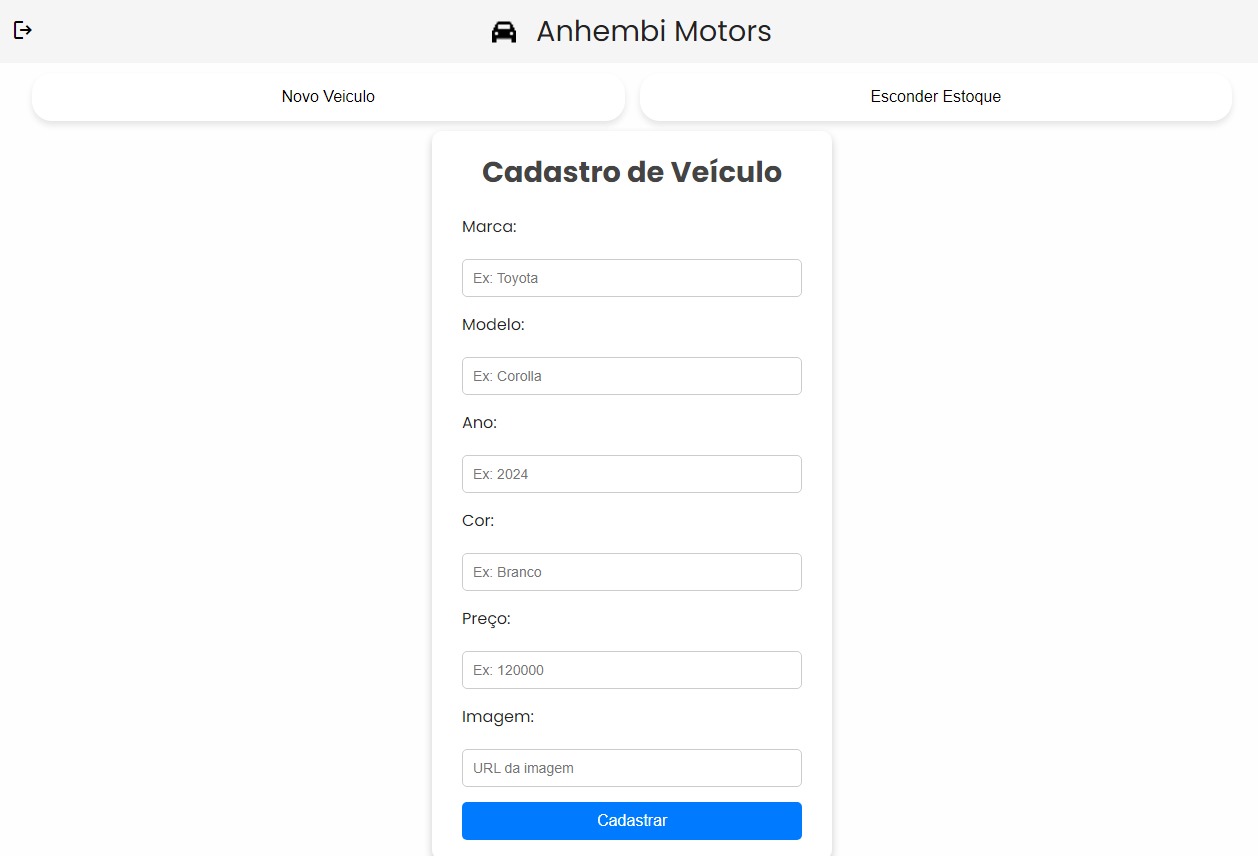 Anhembi Motors
Novo Veiculo
Esconder Estoque
Cadastro de Veículo
Marca:
Ex: Toyota
Modelo:
Ex: Corolla
Ano:
Ex: 2024
Cor:
Ex: Branco
Preço:
Ex: 120000
Imagem:
URL da imagem
Cadastrar